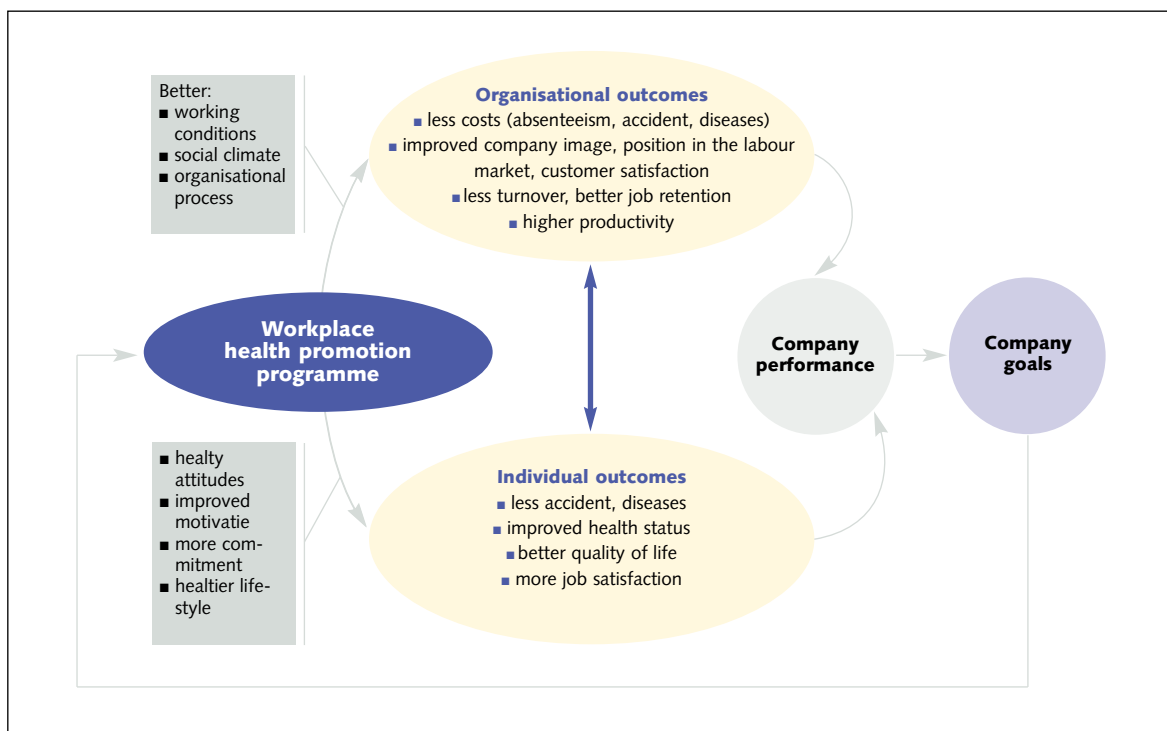 Better:
■ working
conditions
■ social climate
■ organisational
process
Organisational outcomes
■ less costs (absenteeism, accident, diseases)
■ improved company image, position in the labour
market, customer satisfaction
■ less turnover, better job retention
■ higher productivity
Workplace
health promotion
programme
Company
performance
Company
goals
■ healty
attitudes
■ improved
motivatie
■ more com-
mitment
■ healtier life-
style
Individual outcomes
■ less accident, diseases
■ improved health status
■ better quality of life
■ more job satisfaction